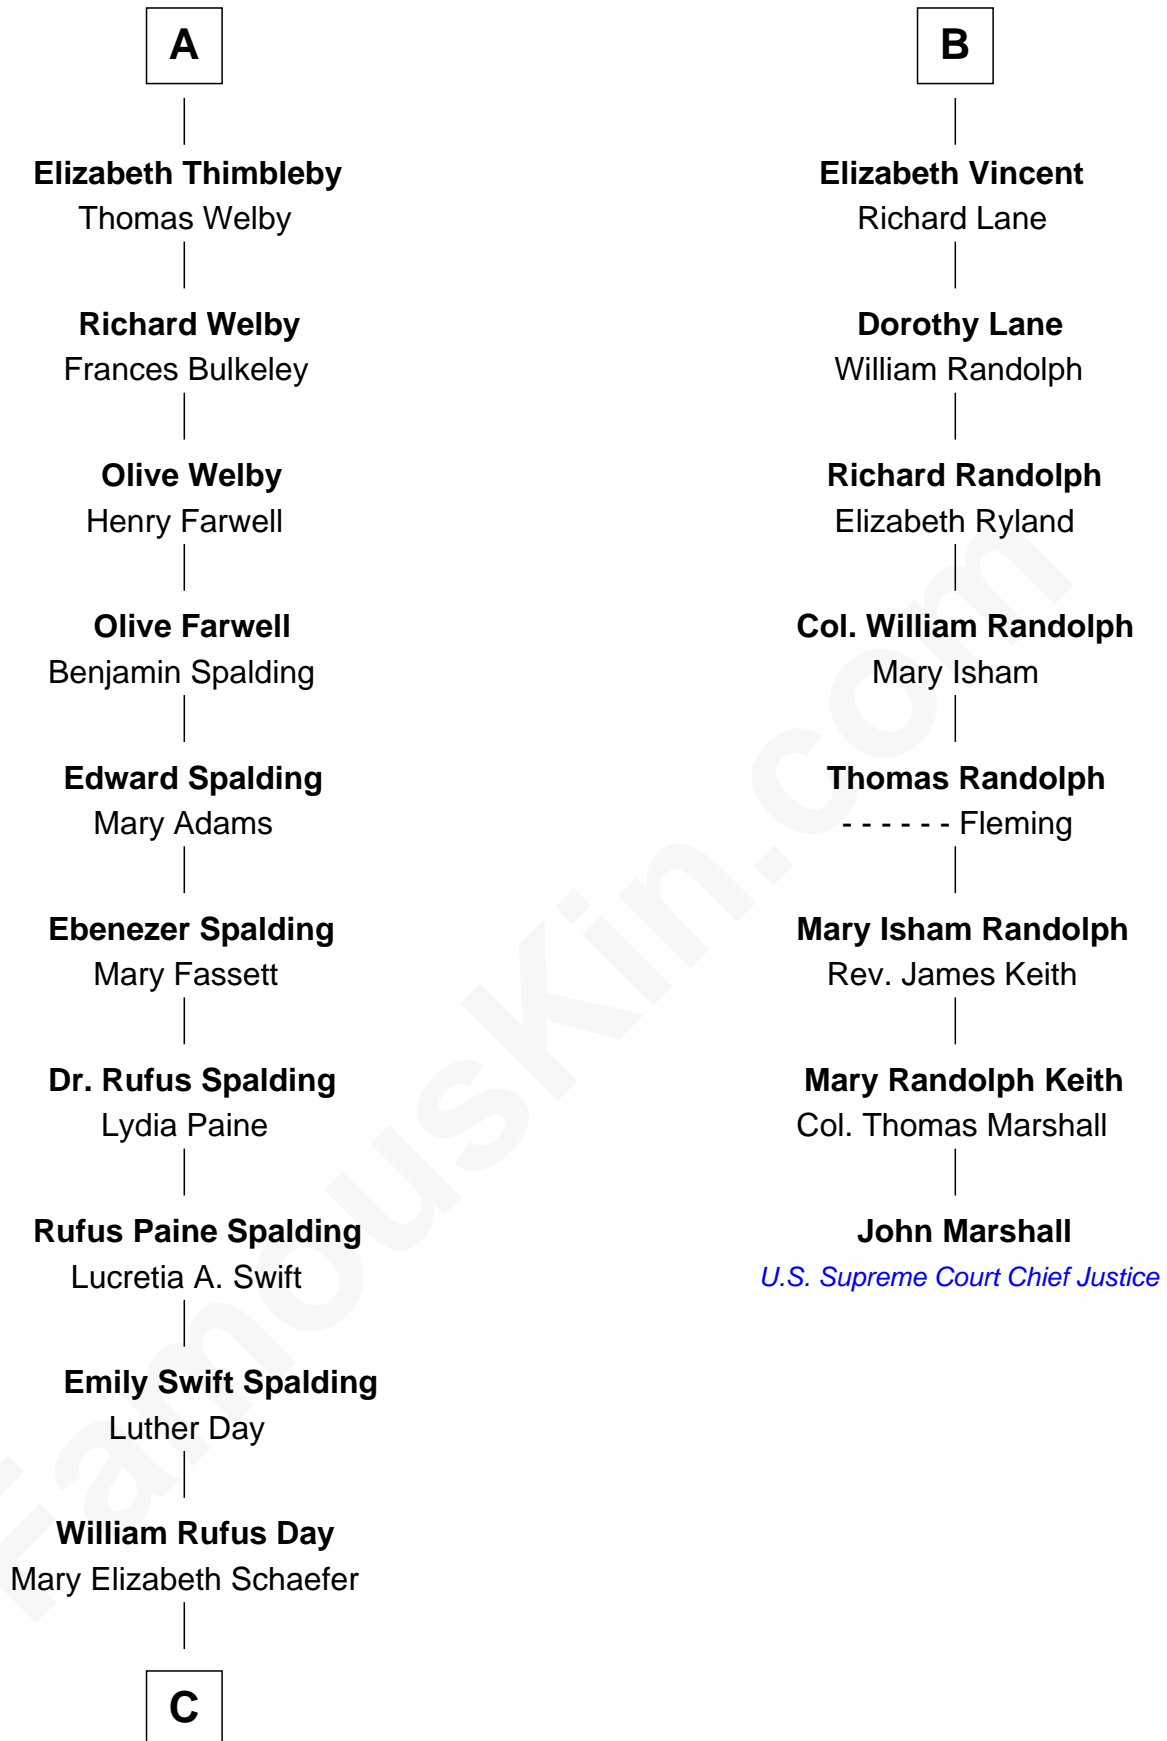 A
Elizabeth Thimbleby
Thomas Welby
Richard Welby
Frances Bulkeley
Olive Welby
Henry Farwell
Olive Farwell
Benjamin Spalding
Edward Spalding
Mary Adams
Ebenezer Spalding
Mary Fassett
Dr. Rufus Spalding
Lydia Paine
Rufus Paine Spalding
Lucretia A. Swift
Emily Swift Spalding
Luther Day
William Rufus Day
Mary Elizabeth Schaefer
C
B
Elizabeth Vincent
Richard Lane
Dorothy Lane
William Randolph
Richard Randolph
Elizabeth Ryland
Col. William Randolph
Mary Isham
Thomas Randolph
- - - - - - Fleming
Mary Isham Randolph
Rev. James Keith
Mary Randolph Keith
Col. Thomas Marshall
John Marshall
U.S. Supreme Court Chief Justice
FamousKin.com